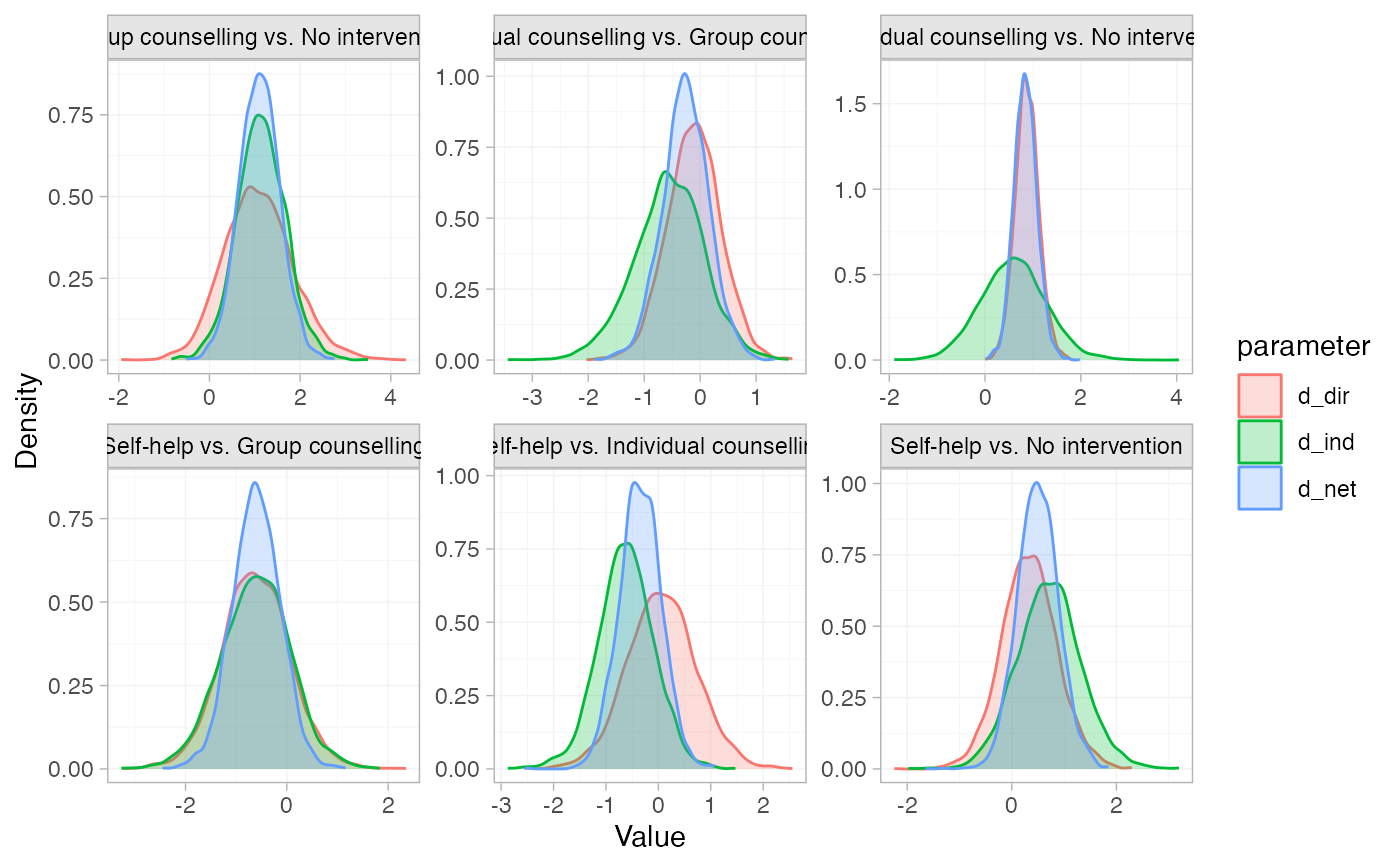 up counselling vs. No interven
ual counselling vs. Group coun
dual counselling vs. No interve
0.75
0.50
0.25
0.00
-2 0 2 4
1.00
0.75
0.50
0.25
0.00
-3 -2 -1 0 1
1.5
1.0
0.5
0.0
-2 0 2 4
Self-help vs. Group counselling
elf-help vs. Individual counsellin
Self-help vs. No intervention
0.75
0.50
0.25
0.00
-2 0 2
1.00
0.75
0.50
0.25
0.00
-3 -2 -1 0 1 2
1.00
0.75
0.50
0.25
0.00
-2 0 2
Density
Value
parameter
d_dir
d_ind
d_net